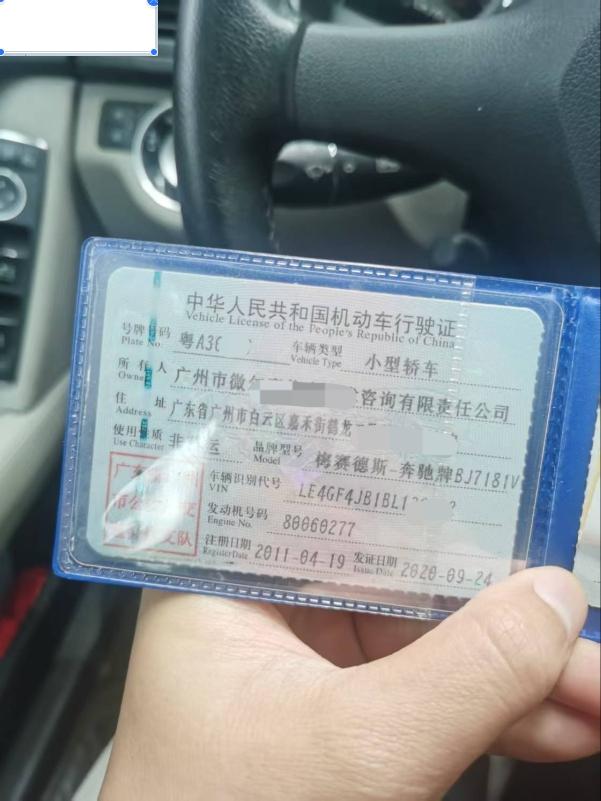 中华人民共和国机动车行驶证
Vehicle License of the People's Republic of China
号牌 码 粤A3 车辆类型 小型轿车
Plate No. Vehicle Type
所有人 广州市微 咨询有限责任公司
Owner
住 址 广东省广州市白云区嘉禾街鹤龙
Address
使用 质 非 运 品牌型号 梅赛德斯-奔驰牌BJ7181V
Use Character Model
广
市公 交
支队
车辆识别代号 LE4GF4JB1BL1
VIN
发动机号码 80060277
Engine No.
注册日期 2011-04-19 发证日期 2020-09-24
Register Date Issue Date